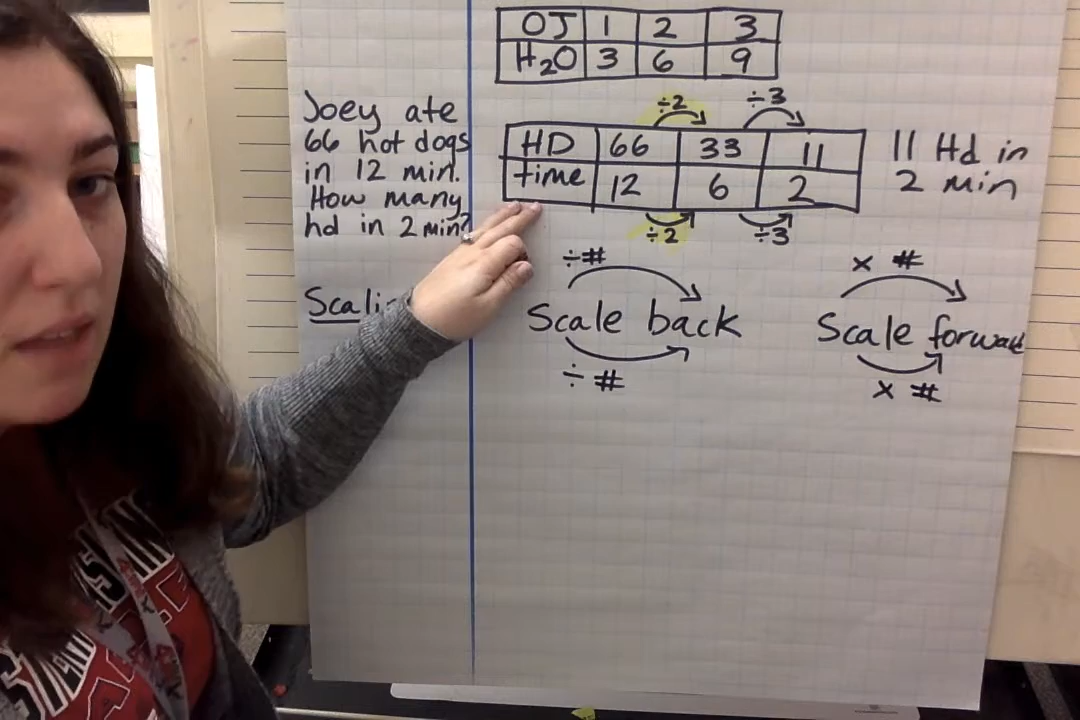 OJ 1 2 3
H₂O 3 6 9
Joey ate
66 hot dogs
in 12 min.
How many
hd in 2 min?
÷2 ÷3
HD 66 33 11
time 12 6 2
÷2 ÷3
11 Hd in
2 min
÷# x #
Scale back Scale forward
÷ # x #